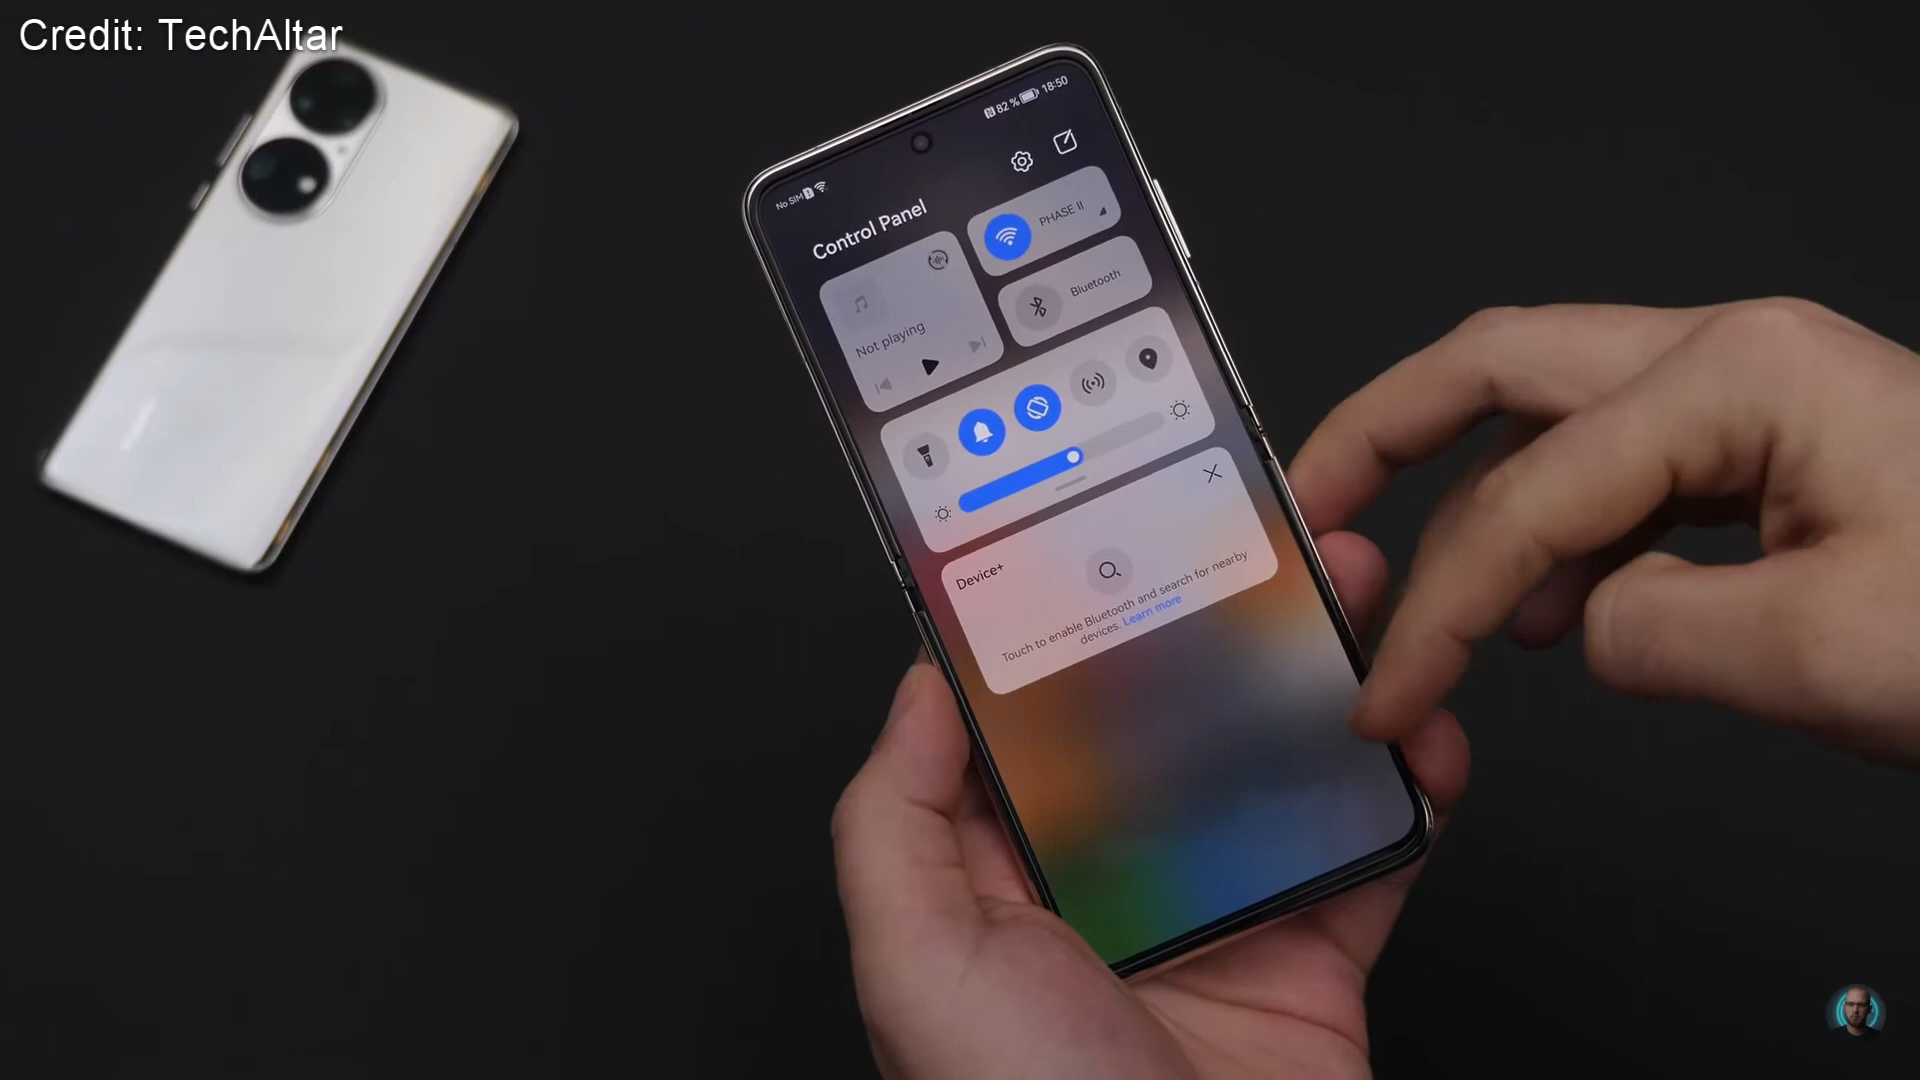 Credit: TechAltar
82 % 18:50
No SIM
Control Panel
PHASE II
Bluetooth
Not playing
Device+
Touch to enable Bluetooth and search for nearby
devices. Learn more